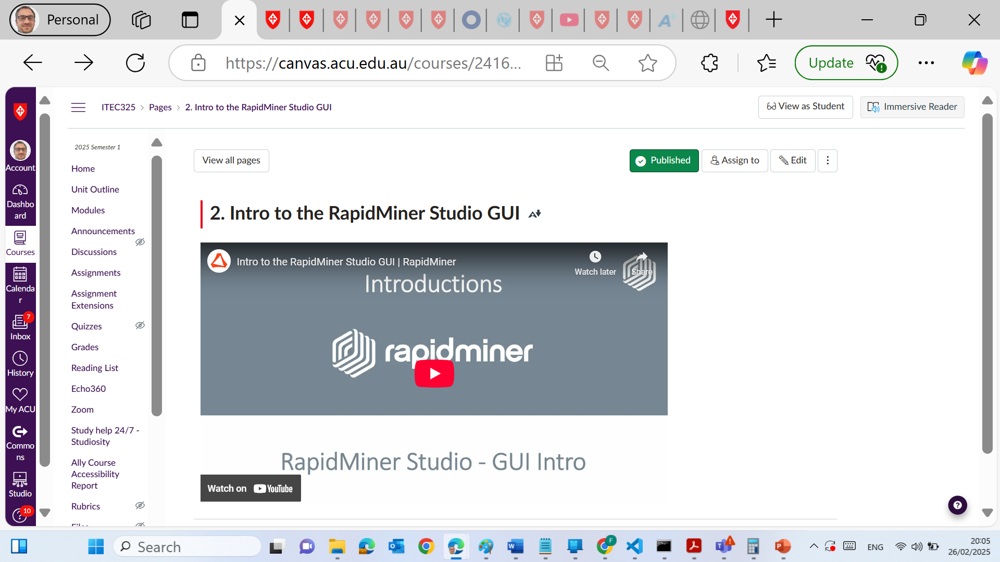 Personal
https://canvas.acu.edu.au/courses/2416...
Update
ITEC325 > Pages > 2. Intro to the RapidMiner Studio GUI
View as Student
Immersive Reader
Account
Dashbo
ard
Courses
Calenda
r
7
Inbox
History
My ACU
Commo
ns
Studio
10
2025 Semester 1
Home
Unit Outline
Modules
Announcements
Discussions
Assignments
Assignment
Extensions
Quizzes
Grades
Reading List
Echo360
Zoom
Study help 24/7 -
Studiosity
Ally Course
Accessibility
Report
Rubrics
View all pages
Published
Assign to
Edit
2. Intro to the RapidMiner Studio GUI
Intro to the RapidMiner Studio GUI | RapidMiner
Watch later
Share
Introductions
rapidminer
RapidMiner Studio - GUI Intro
Watch on YouTube
Search
F
ENG
20:05
26/02/2025